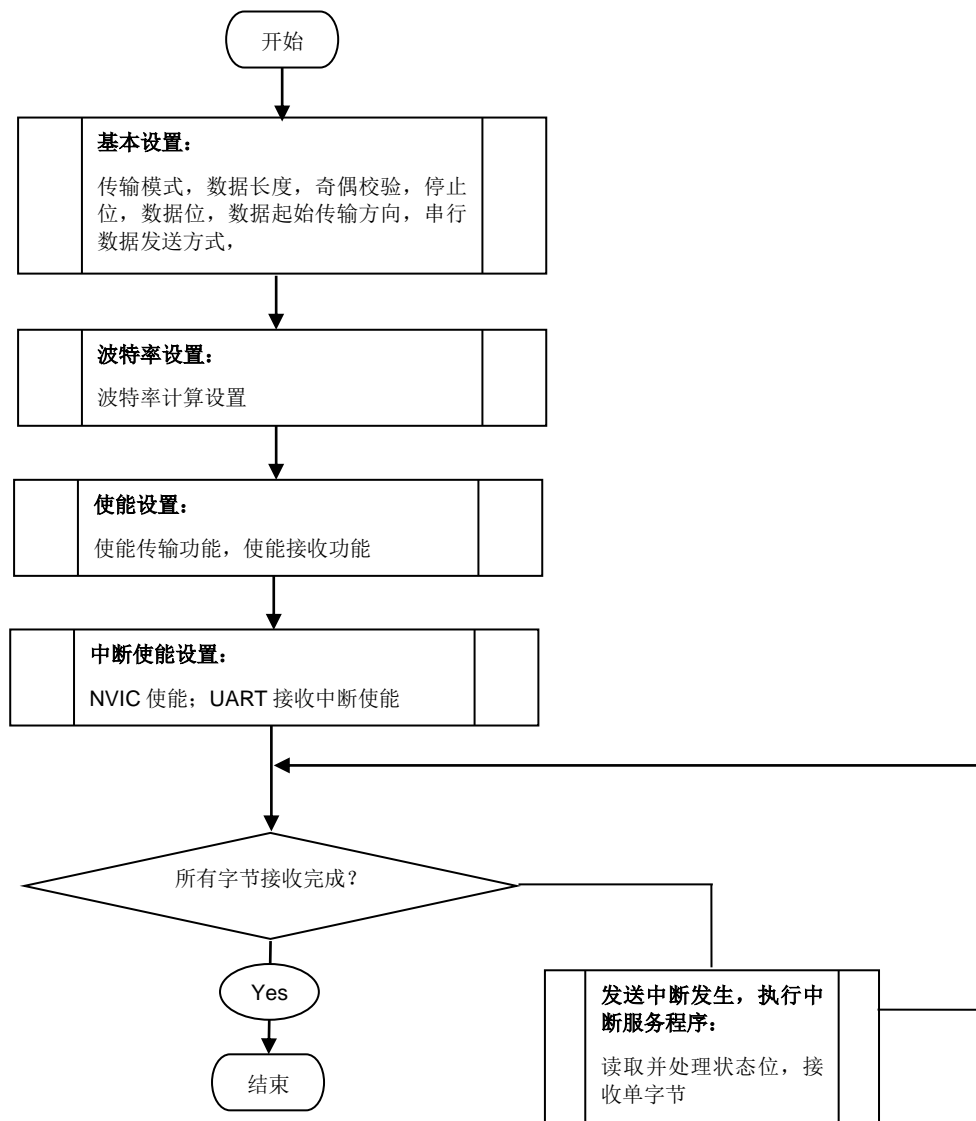 开始
基本设置：
传输模式，数据长度，奇偶校验，停止
位，数据位，数据起始传输方向，串行
数据发送方式，
波特率设置：
波特率计算设置
使能设置：
使能传输功能，使能接收功能
中断使能设置：
NVIC 使能；UART 接收中断使能
所有字节接收完成？
Yes
结束
发送中断发生，执行中
断服务程序：
读取并处理状态位，接
收单字节